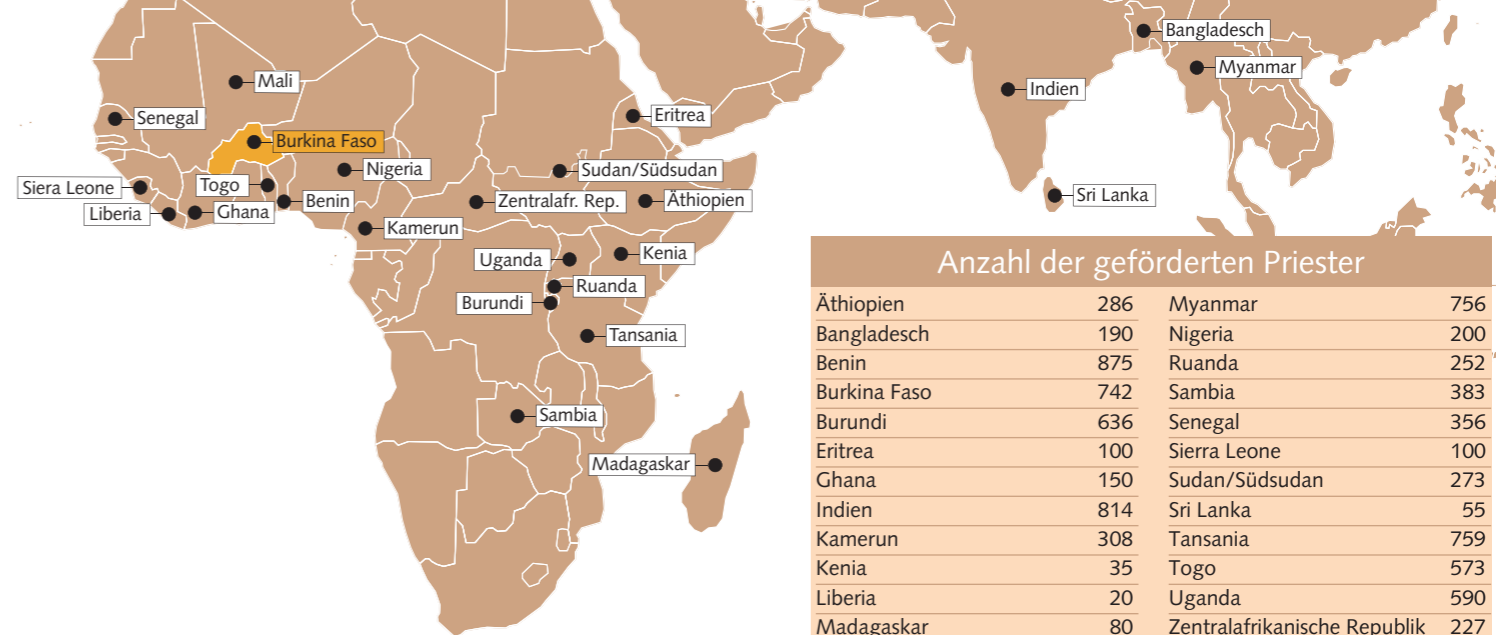 Bangladesch
Myanmar
Mali
Indien
Senegal
Eritrea
Burkina Faso
Nigeria
Sudan/Südsudan
Siera Leone
Togo
Benin
Zentralafr. Rep.
Äthiopien
Sri Lanka
Liberia
Ghana
Kamerun
Uganda
Kenia
Ruanda
Burundi
Tansania
Sambia
Madagaskar
Anzahl der geförderten Priester
Äthiopien 286 Myanmar 756
Bangladesch 190 Nigeria 200
Benin 875 Ruanda 252
Burkina Faso 742 Sambia 383
Burundi 636 Senegal 356
Eritrea 100 Sierra Leone 100
Ghana 150 Sudan/Südsudan 273
Indien 814 Sri Lanka 55
Kamerun 308 Tansania 759
Kenia 35 Togo 573
Liberia 20 Uganda 590
Madagaskar 80 Zentralafrikanische Republik 227